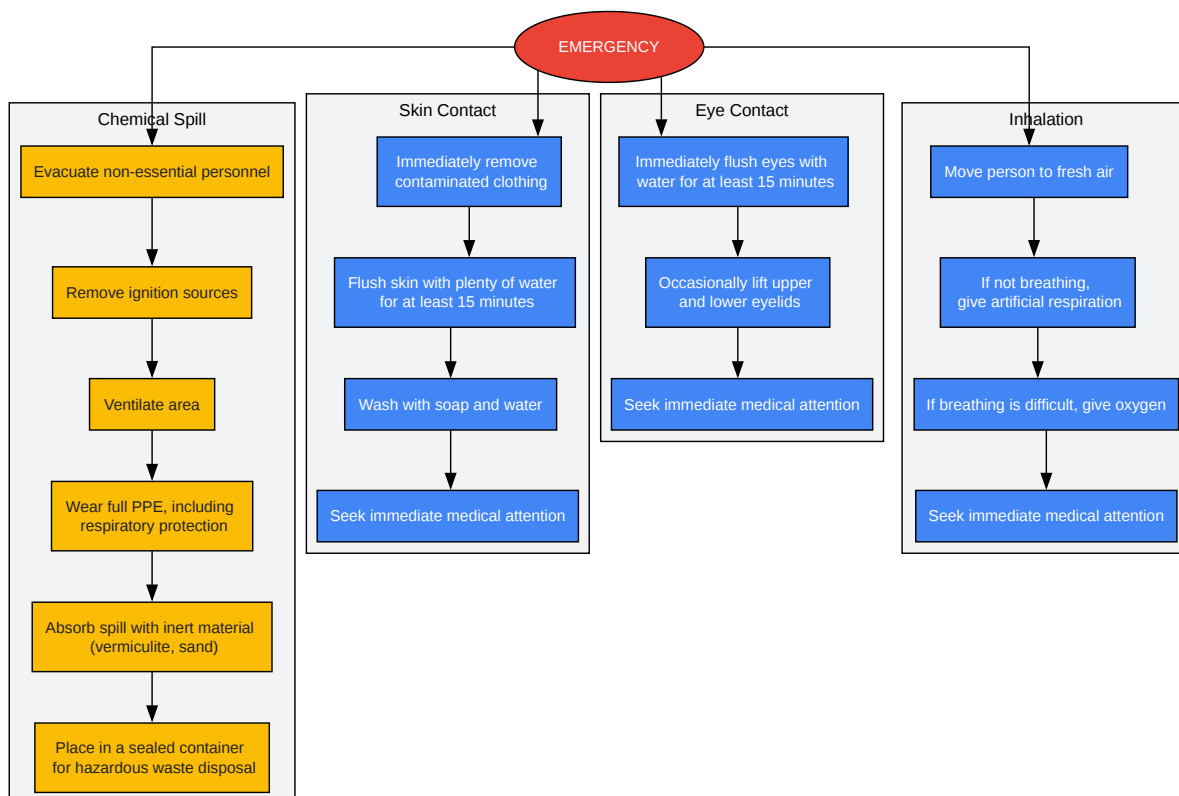 EMERGENCY
Chemical Spill
Evacuate non-essential personnel
Remove ignition sources
Ventilate area
Wear full PPE, including
respiratory protection
Absorb spill with inert material
(vermiculite, sand)
Place in a sealed container
for hazardous waste disposal
Skin Contact
Immediately remove
contaminated clothing
Flush skin with plenty of water
for at least 15 minutes
Wash with soap and water
Seek immediate medical attention
Eye Contact
Immediately flush eyes with
water for at least 15 minutes
Occasionally lift upper
and lower eyelids
Seek immediate medical attention
Inhalation
Move person to fresh air
If not breathing,
give artificial respiration
If breathing is difficult, give oxygen
Seek immediate medical attention